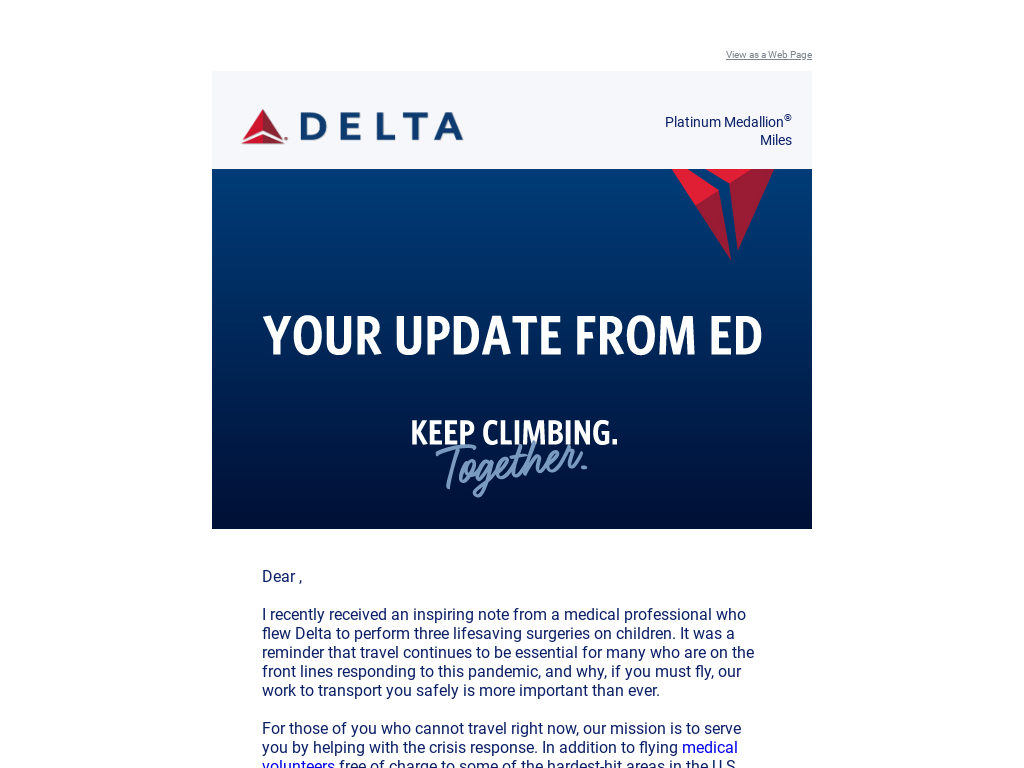 View as a Web Page
DELTA
Platinum Medallion®
Miles
YOUR UPDATE FROM ED
KEEP CLIMBING.
Together.
Dear ,
I recently received an inspiring note from a medical professional who
flew Delta to perform three lifesaving surgeries on children. It was a
reminder that travel continues to be essential for many who are on the
front lines responding to this pandemic, and why, if you must fly, our
work to transport you safely is more important than ever.
For those of you who cannot travel right now, our mission is to serve
you by helping with the crisis response. In addition to flying medical
volunteers free of charge to some of the hardest-hit areas in the U.S.